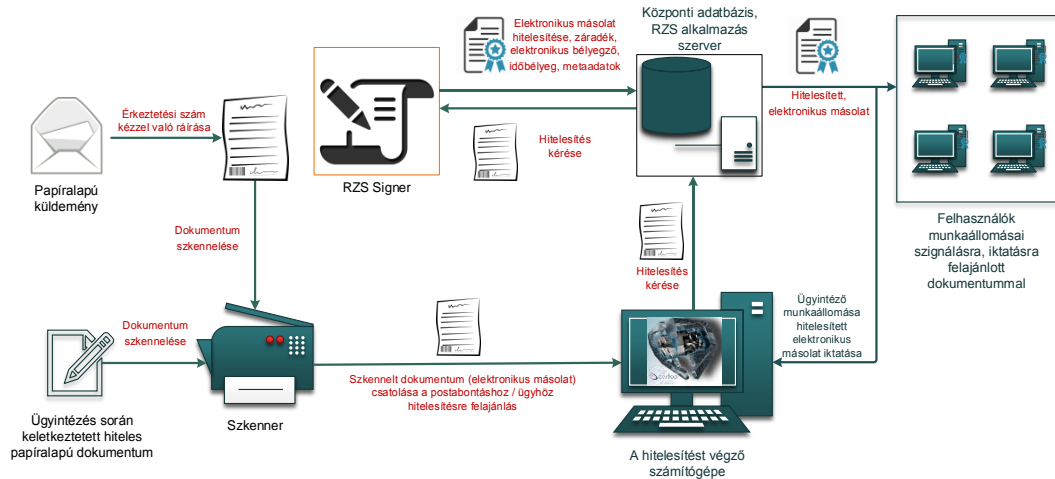 Elektronikus másolat
hitelesítése, záradék,
elektronikus bélyegző,
időbélyeg, metaadatok
Központi adatbázis,
RZS alkalmazás
szerver
Érkeztetési szám
kézzel való ráírása
Papíralapú
küldemény
RZS Signer
Hitelesítés
kérése
Hitelesített,
elektronikus másolat
Felhasználók
munkaállomásai
szignálásra, iktatásra
felajánlott
dokumentummal
Dokumentum
szkennelése
Hitelesítés
kérése
Ügyintéző
munkaállomása
hitelesített
elektronikus
másolat iktatása
Dokumentum
szkennelése
Szkennelt dokumentum (elektronikus másolat)
csatolása a postabontáshoz / ügyhöz
hitelesítésre felajánlás
Ügyintézés során
keletkeztetett hiteles
papíralapú dokumentum
Szkenner
A hitelesítést végző
számítógépe